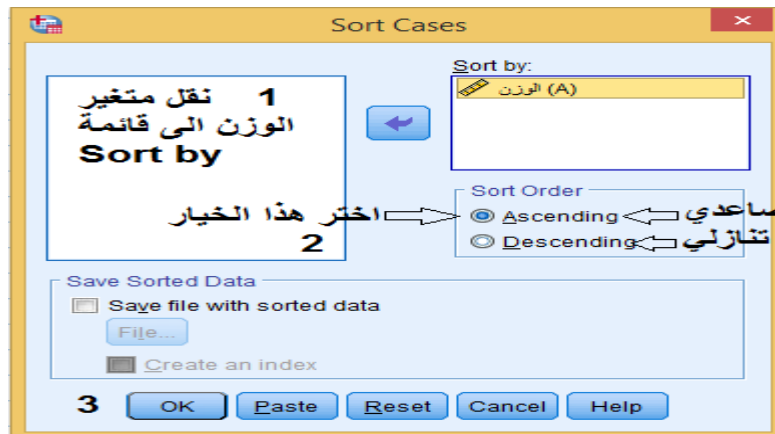 Sort Cases
Sort by:
الوزن (A)
1 نقل متغير
الوزن الى قائمة
Sort by
Sort Order
اختر هذا الخيار
2
Ascending
صاعدي
Descending
تنازلي
Save Sorted Data
Save file with sorted data
File...
Create an index
3
OK
Paste
Reset
Cancel
Help